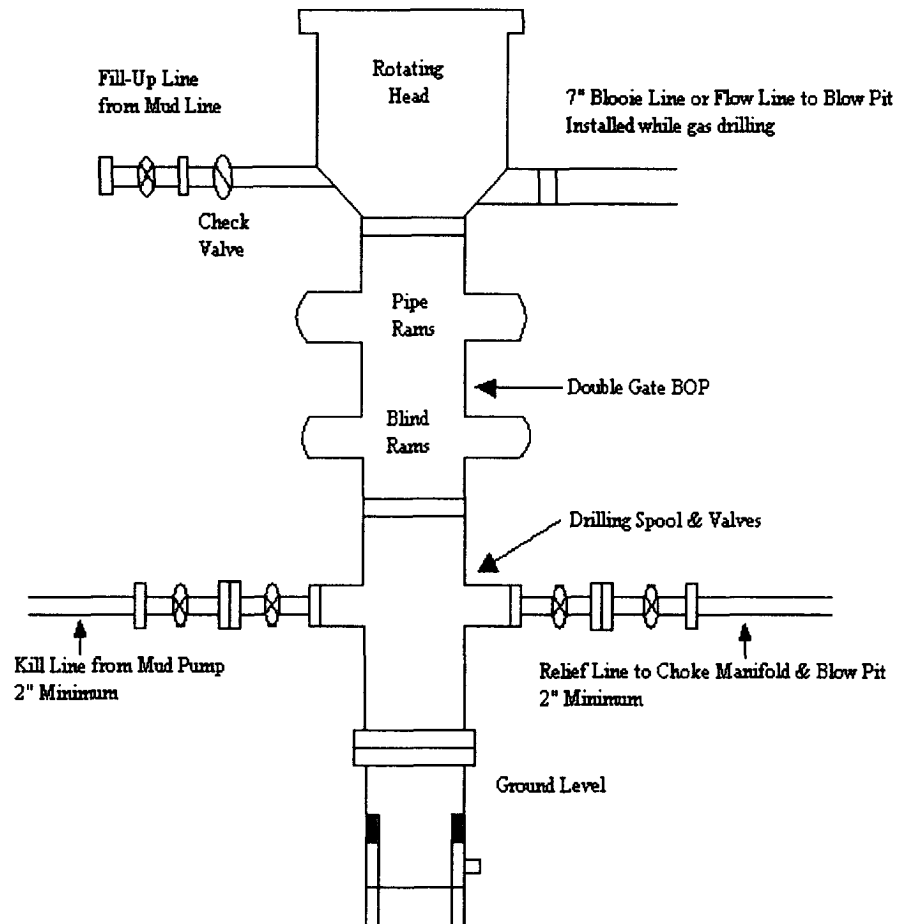 Rotating
Head
Fill-Up Line
from Mud Line
7" Blooie Line or Flow Line to Blow Pit
Installed while gas drilling
Check
Valve
Pipe
Rams
Double Gate BOP
Blind
Rams
Drilling Spool & Valves
Kill Line from Mud Pump
2" Minimum
Relief Line to Choke Manifold & Blow Pit
2" Minimum
Ground Level